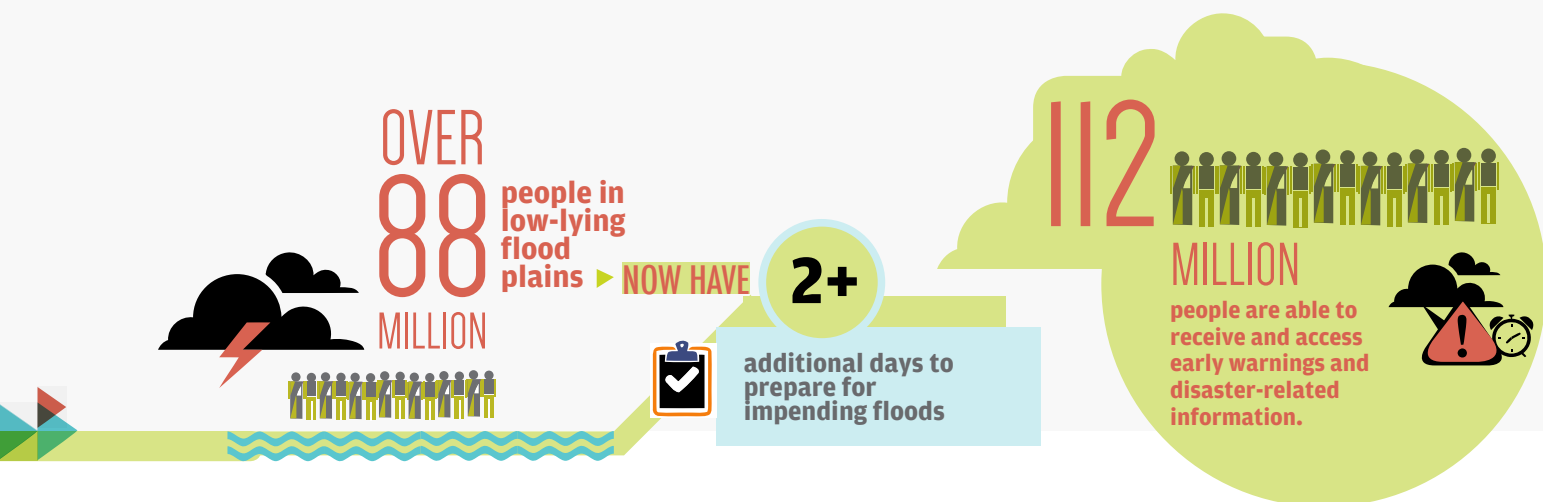 OVER
88
MILLION
people in
low-lying
flood
plains
NOW HAVE
2+
additional days to
prepare for
impending floods
112
MILLION
people are able to
receive and access
early warnings and
disaster-related
information.